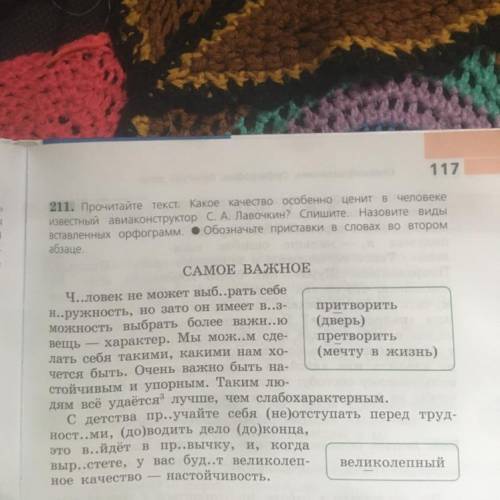 117
211. Прочитайте текст. Какое качество особенно ценит в человеке
известный авиаконструктор С. А. Лавочкин? Спишите. Назовите виды
вставленных орфограмм. ● Обозначьте приставки в словах во втором
абзаце.
САМОЕ ВАЖНОЕ
Ч..ловек не может выб..рать себе
н..ружность, но зато он имеет в..з-
можность выбрать более важн..ю
вещь — характер. Мы мож..м сде-
лать себя такими, какими нам хо-
чется быть. Очень важно быть на-
стойчивым и упорным. Таким лю-
дям всё удаётся³ лучше, чем слабохарактерным.
С детства пр..учайте себя (не)отступать перед труд-
ност..ми, (до)водить дело (до)конца,
это в..йдёт в пр..вычку, и, когда
выр..стете, у вас буд..т великолеп-
ное качество — настойчивость.
притворить
(дверь)
претворить
(мечту в жизнь)
великолепный